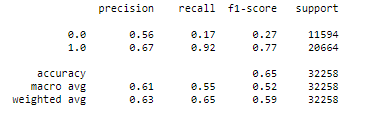 precision recall f1-score support
0.0 0.56 0.17 0.27 11594
1.0 0.67 0.92 0.77 20664
accuracy 0.65 32258
macro avg 0.61 0.55 0.52 32258
weighted avg 0.63 0.65 0.59 32258